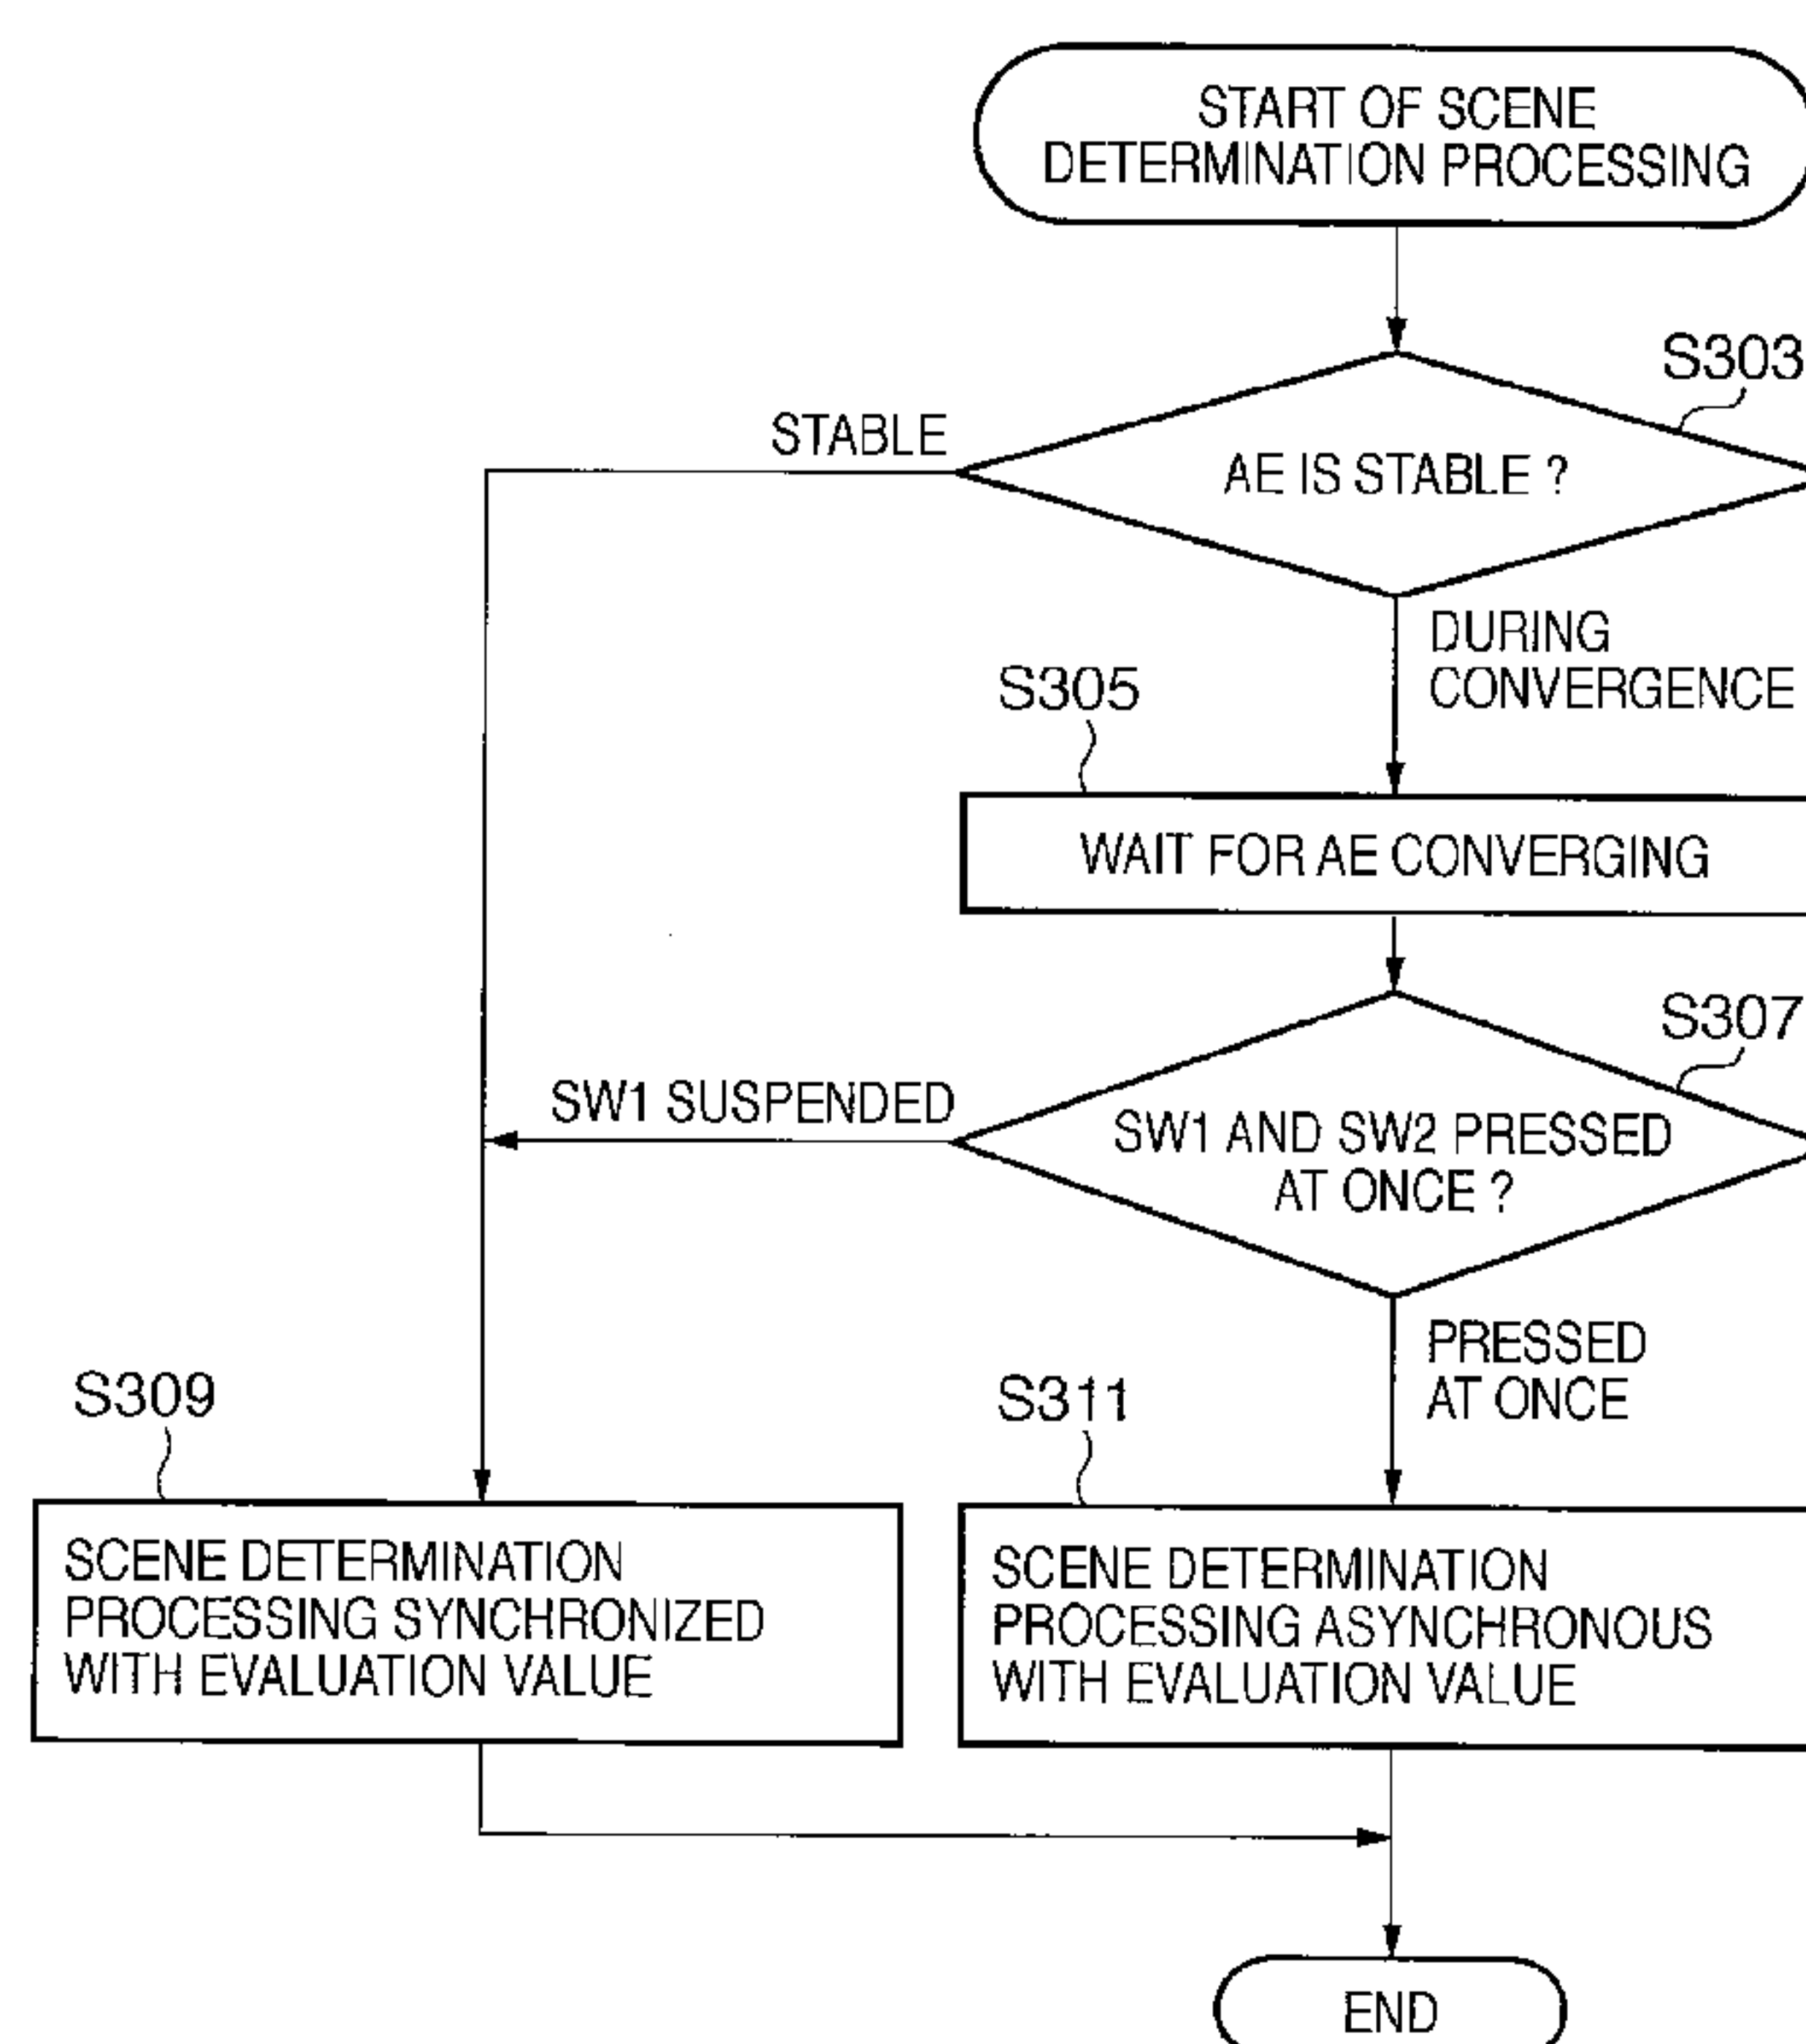 START OF SCENE
DETERMINATION PROCESSING
S303
STABLE
AE IS STABLE ?
DURING
CONVERGENCE
S305
WAIT FOR AE CONVERGING
S307
SW1 SUSPENDED
SW1 AND SW2 PRESSED
AT ONCE ?
PRESSED
AT ONCE
S309
S311
SCENE DETERMINATION
PROCESSING SYNCHRONIZED
WITH EVALUATION VALUE
SCENE DETERMINATION
PROCESSING ASYNCHRONOUS
WITH EVALUATION VALUE
END